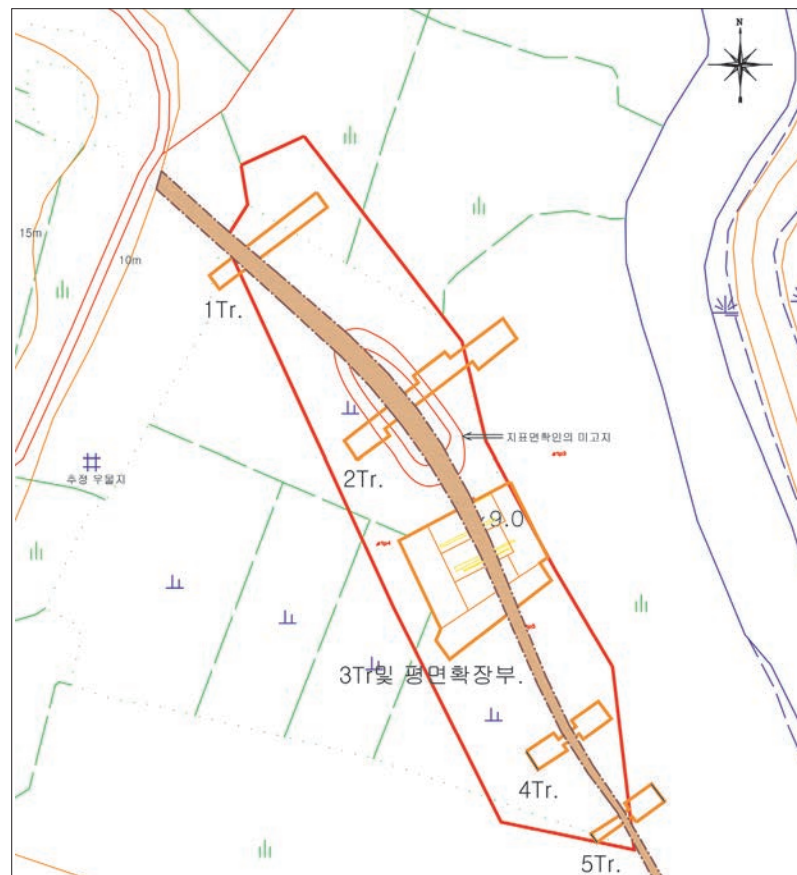 N
15m
10m
1Tr.
지표면확인의 미고지
2Tr.
추정 우물지
9.0
3Tr및 평면확장부.
4Tr.
5Tr.